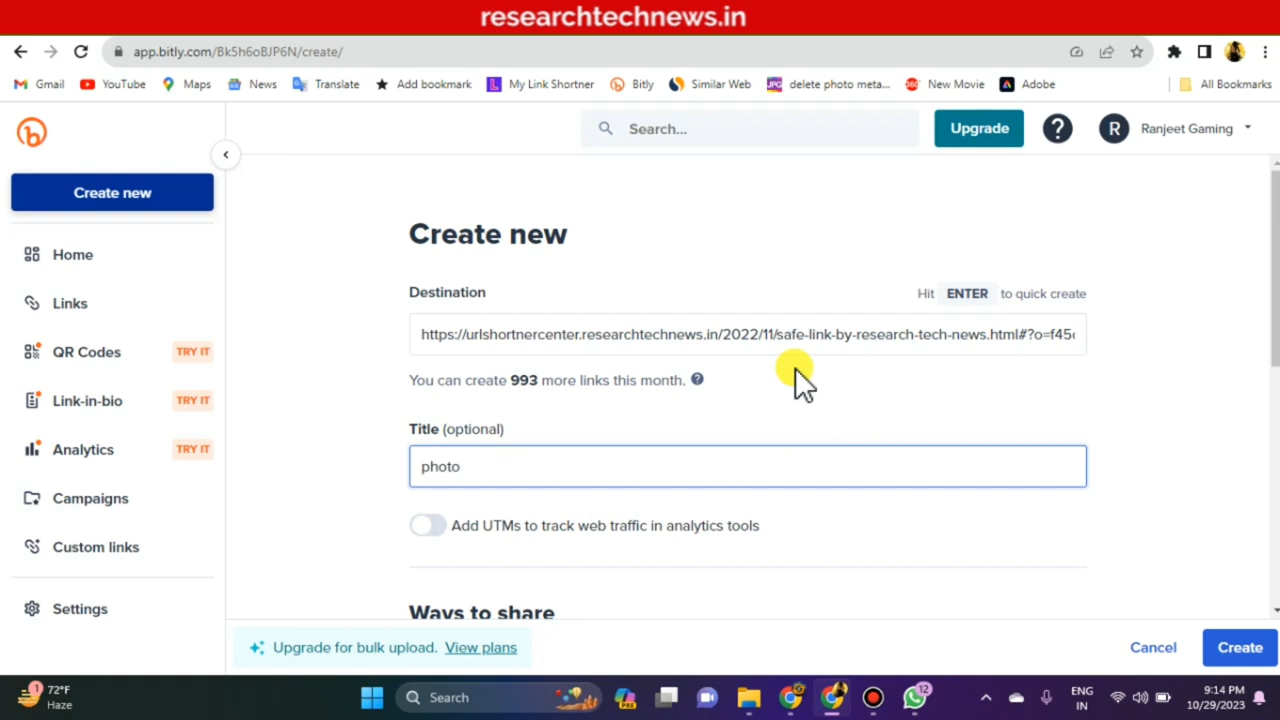 researchtechnews.in
app.bitly.com/Bk5h6oBJP6N/create/
Gmail YouTube Maps News Translate Add bookmark My Link Shortner Bitly Similar Web delete photo meta... New Movie Adobe All Bookmarks
Search... Upgrade ? R Ranjeet Gaming
Create new
Home
Links
QR Codes TRY IT
Link-in-bio TRY IT
Analytics TRY IT
Campaigns
Custom links
Settings
Create new
Destination Hit ENTER to quick create
https://urlshortnercenter.researchtechnews.in/2022/11/safe-link-by-research-tech-news.html#?o=f45
You can create 993 more links this month. ?
Title (optional)
photo
Add UTMs to track web traffic in analytics tools
Ways to share
Upgrade for bulk upload. View plans
Cancel Create
1 72°F
Haze
Search
PRE
12
ENG
IN
9:14 PM
10/29/2023